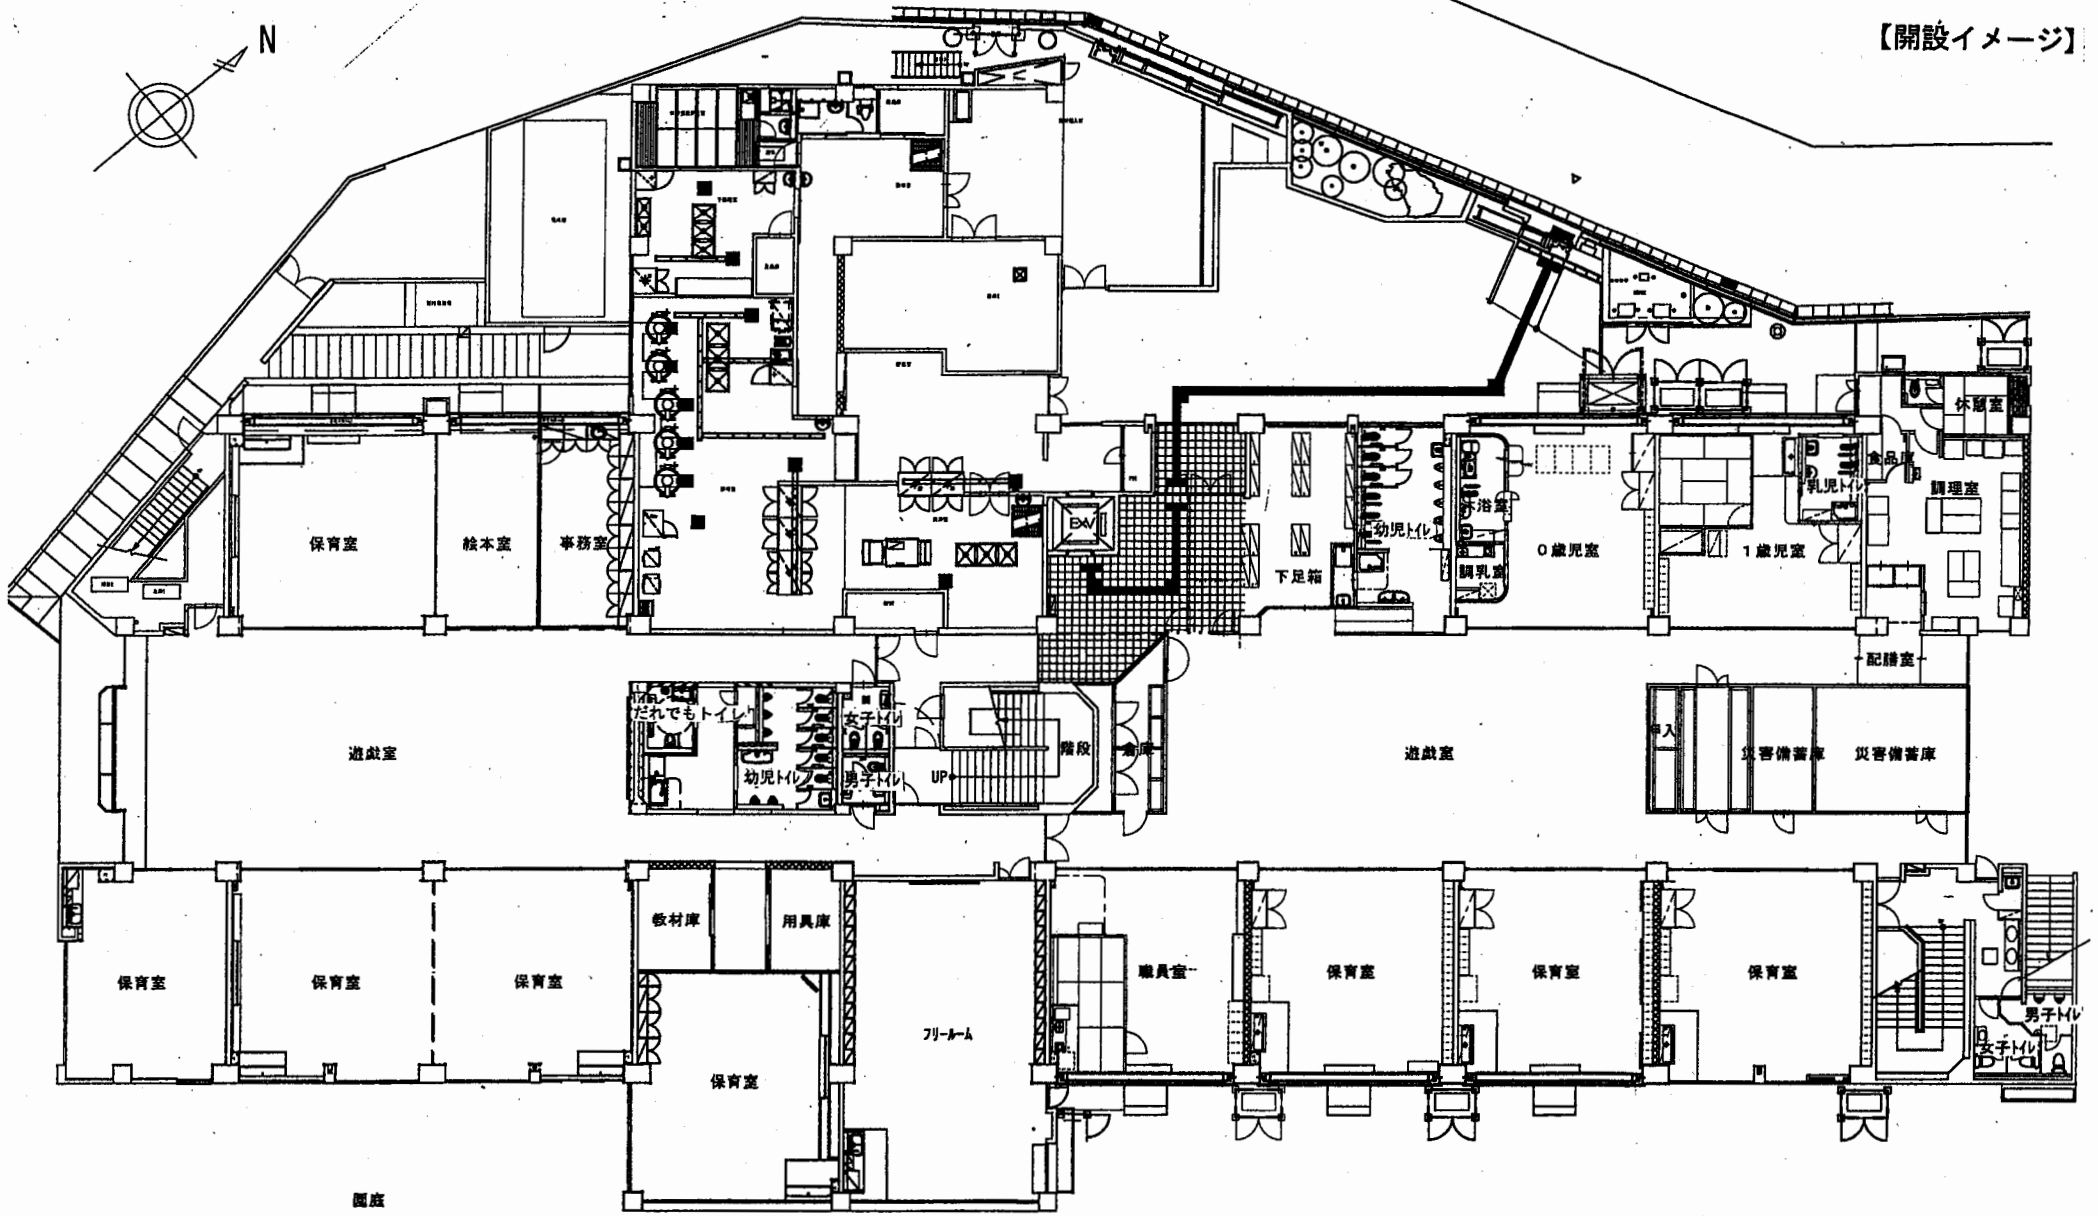 【開設イメージ】
N
休憩室
食品庫
調理室
乳児トイレ
沐浴室
幼児トイレ
調乳室
0歳児室
1歳児室
下足箱
EXV
保育室
絵本室
事務室
配膳室
だれでもトイレ
女子トイレ
幼児トイレ
男子トイレ
UP
階段
倉庫
遊戯室
遊戯室
災害備蓄庫
災害備蓄庫
教材庫
用具庫
保育室
保育室
保育室
保育室
フリールーム
職員室
保育室
保育室
保育室
男子トイレ
女子トイレ
園庭